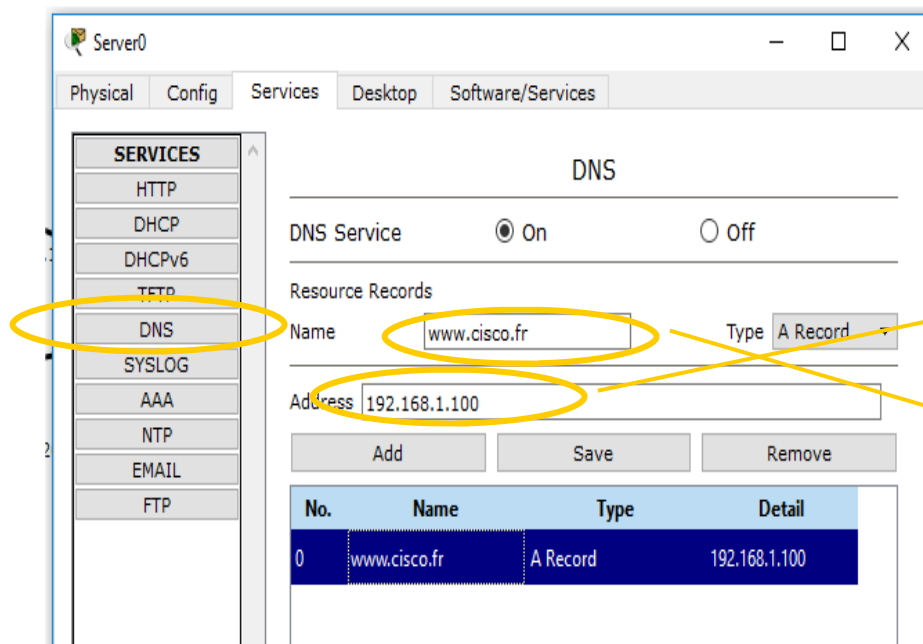 Server0
Physical Config Services Desktop Software/Services
SERVICES
HTTP
DHCP
DHCPv6
TFTP
DNS
SYSLOG
AAA
NTP
EMAIL
FTP
DNS
DNS Service On Off
Resource Records
Name www.cisco.fr Type A Record
Address 192.168.1.100
Add Save Remove
No. Name Type Detail
0 www.cisco.fr A Record 192.168.1.100